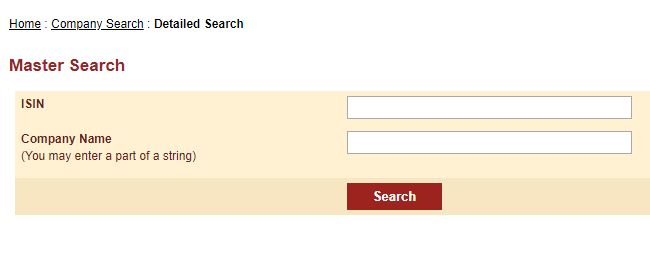 Home : Company Search : Detailed Search
Master Search
ISIN
Company Name
(You may enter a part of a string)
Search